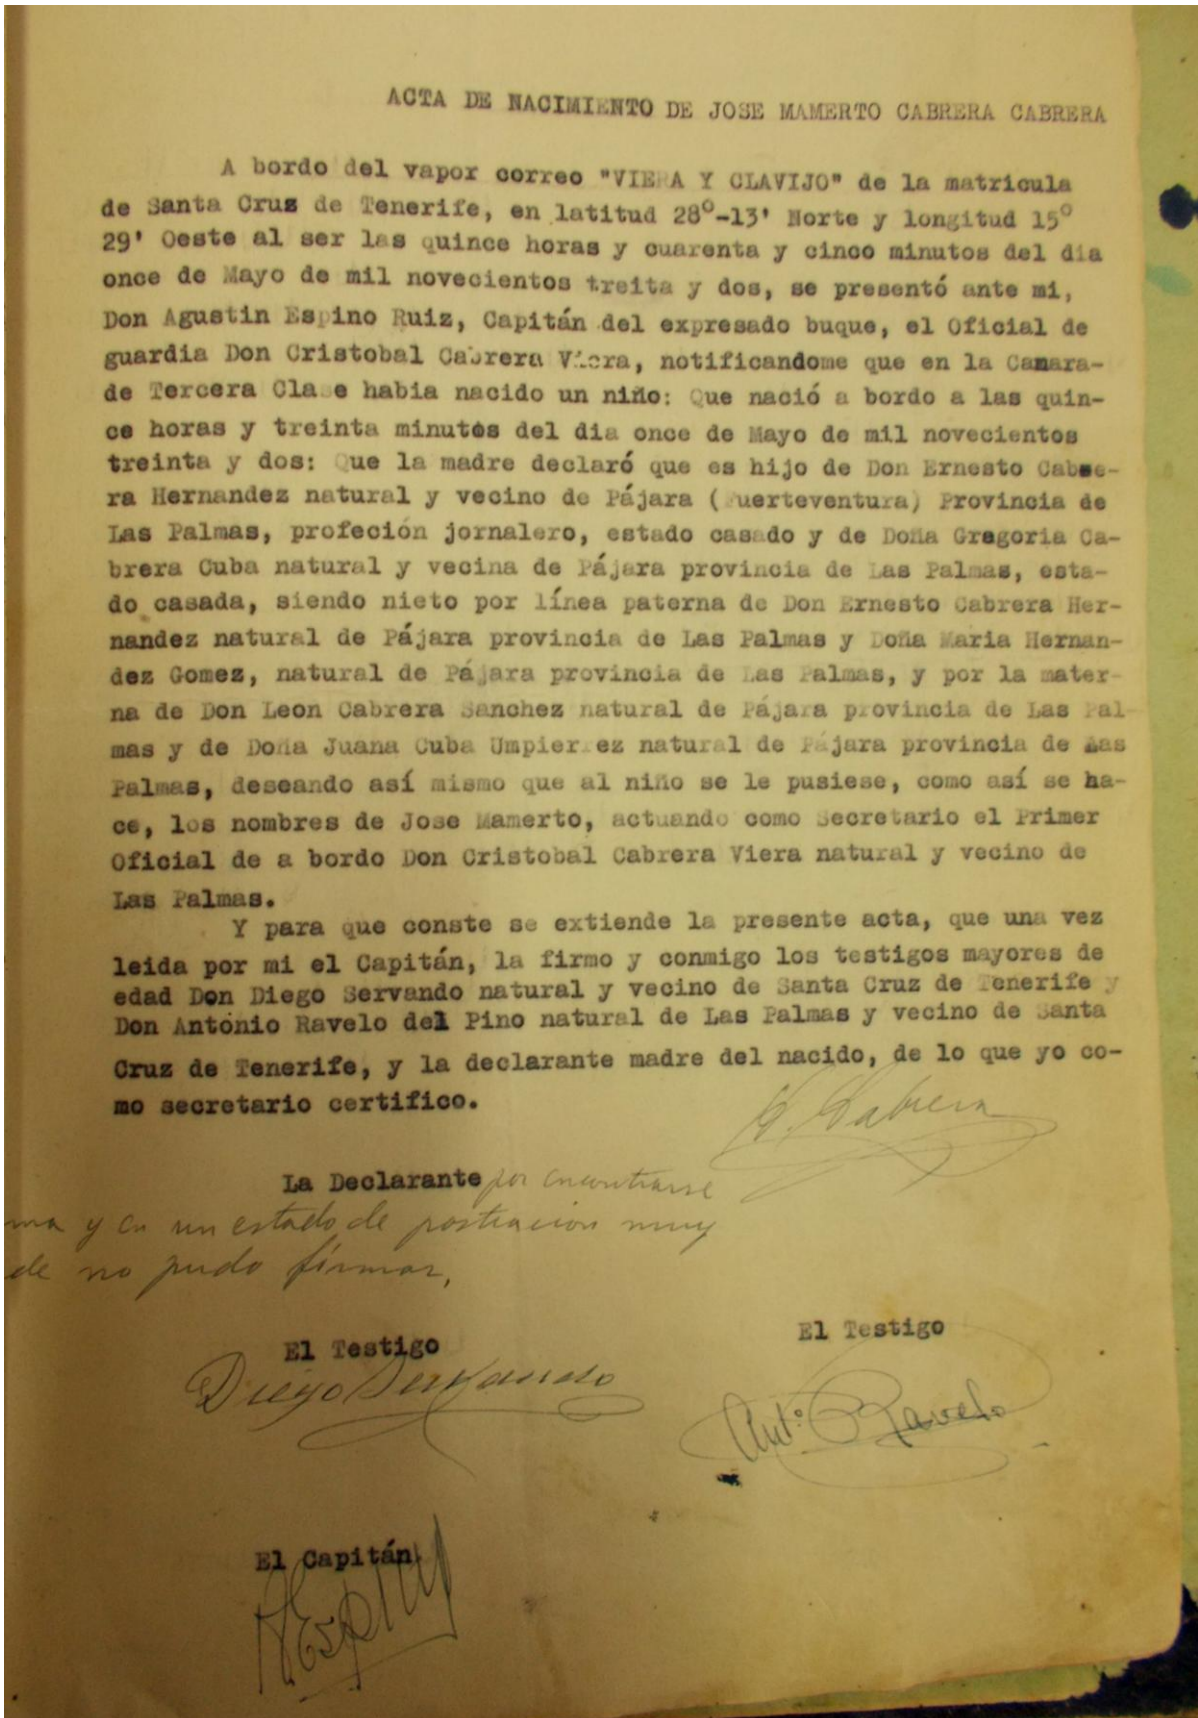 ACTA DE NACIMIENTO DE JOSE MAMERTO CABRERA CABRERA
A bordo del vapor correo "VIERA Y CLAVIJO" de la matricula
de Santa Cruz de Tenerife, en latitud 28º-13' Norte y longitud 15º
29' Oeste al ser las quince horas y cuarenta y cinco minutos del dia
once de Mayo de mil novecientos treita y dos, se presentó ante mi,
Don Agustin Espino Ruiz, Capitán del expresado buque, el Oficial de
guardia Don Cristobal Cabrera Viera, notificandome que en la Camara-
de Tercera Clase habia nacido un niño: Que nació a bordo a las quin-
ce horas y treinta minutos del dia once de Mayo de mil novecientos
treinta y dos: Que la madre declaró que es hijo de Don Ernesto Cabre-
ra Hernandez natural y vecino de Pájara (Fuerteventura) Provincia de
Las Palmas, profeción jornalero, estado casado y de Doña Gregoria Ca-
brera Cuba natural y vecina de Pájara provincia de Las Palmas, esta-
do casada, siendo nieto por línea paterna de Don Ernesto Cabrera Her-
nandez natural de Pájara provincia de Las Palmas y Doña Maria Hernan-
dez Gomez, natural de Pájara provincia de Las Palmas, y por la mater-
na de Don Leon Cabrera Sanchez natural de Pájara provincia de Las Pal-
mas y de Doña Juana Cuba Umpierrez natural de Pájara provincia de Las
Palmas, deseando así mismo que al niño se le pusiese, como así se ha-
ce, los nombres de Jose Mamerto, actuando como Secretario el Primer
Oficial de a bordo Don Cristobal Cabrera Viera natural y vecino de
Las Palmas.
Y para que conste se extiende la presente acta, que una vez
leida por mi el Capitán, la firmo y conmigo los testigos mayores de
edad Don Diego Servando natural y vecino de Santa Cruz de Tenerife y
Don Antonio Ravelo del Pino natural de Las Palmas y vecino de Santa
Cruz de Tenerife, y la declarante madre del nacido, de lo que yo co-
mo secretario certifico.
Cabrera
La Declarante por encontrarse
ma y en un estado de postracion muy
de no pudo firmar,
El Testigo
El Testigo
Diego Servando
Antº Ravelo
El Capitán